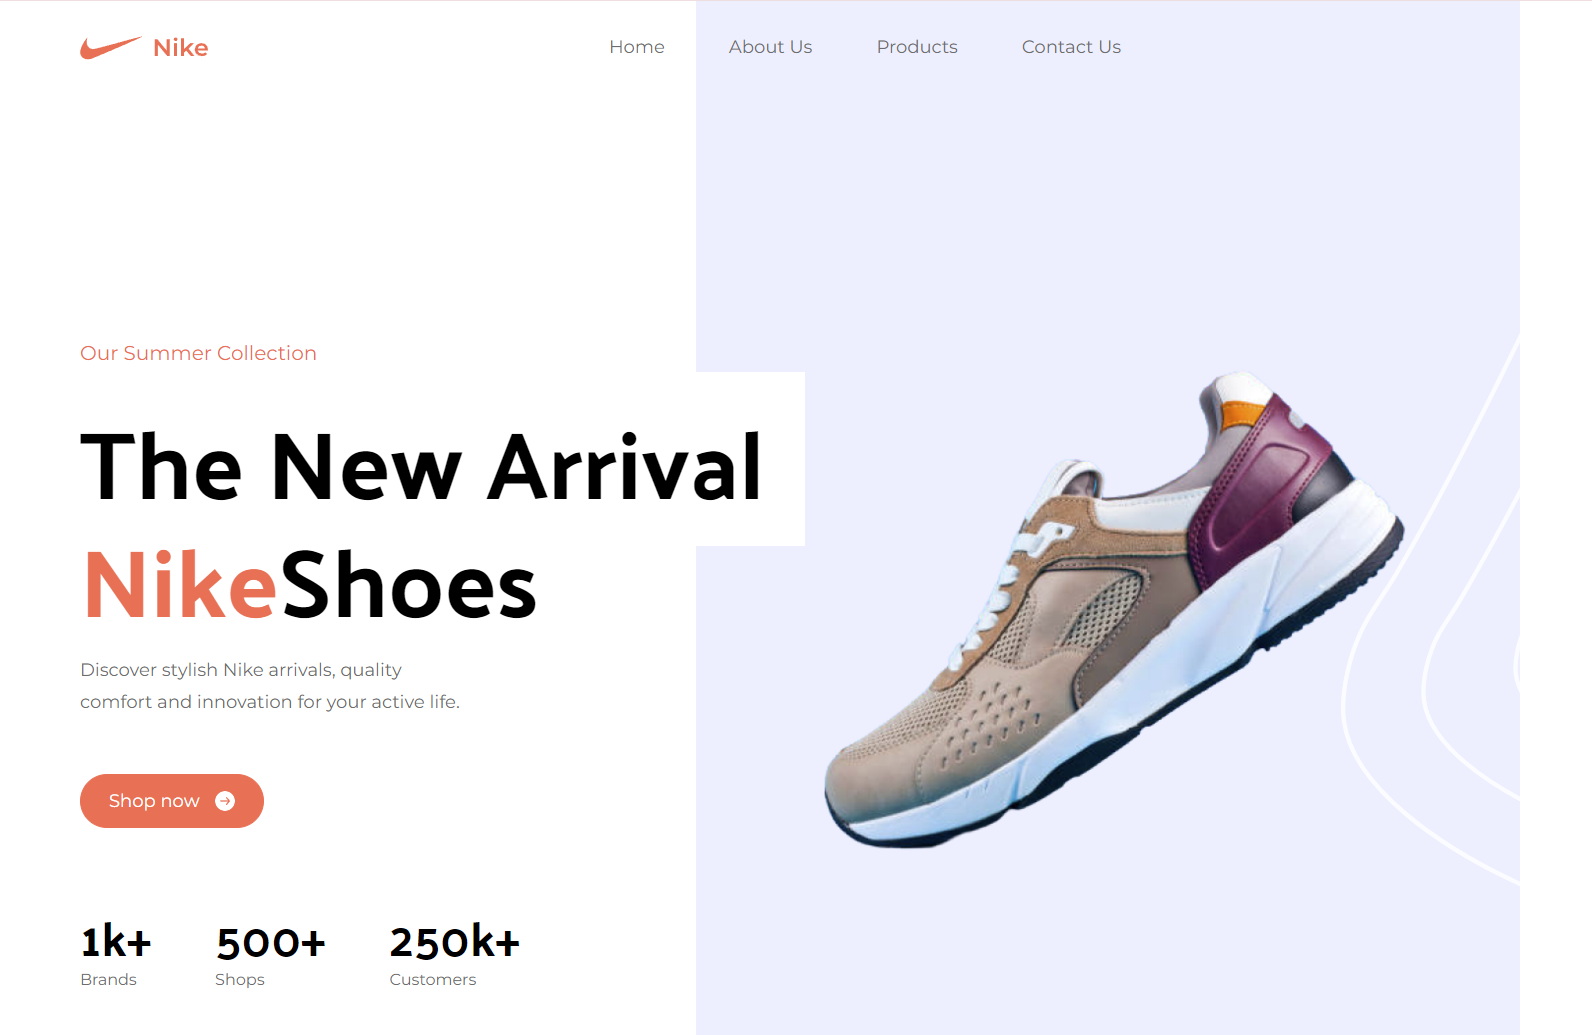 Nike
Home
About Us
Products
Contact Us
Our Summer Collection
The New Arrival
NikeShoes
Discover stylish Nike arrivals, quality
comfort and innovation for your active life.
Shop now
1k+
Brands
500+
Shops
250k+
Customers